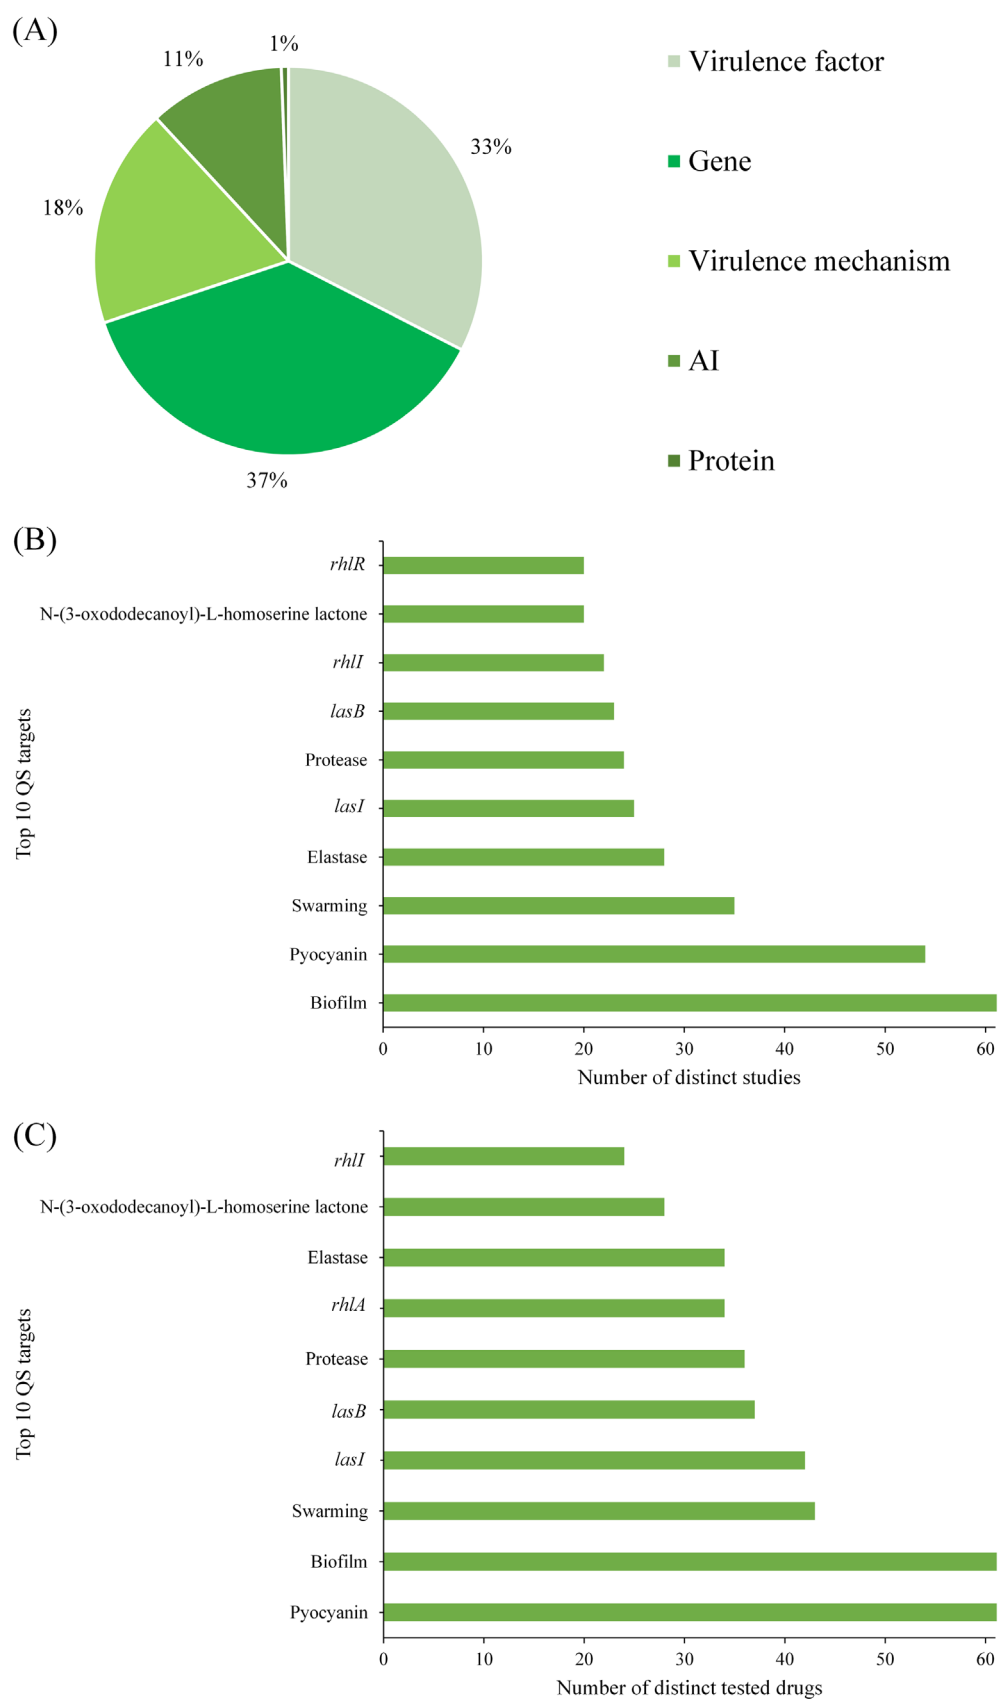 (A)
1%
11%
33%
18%
37%
Virulence factor
Gene
Virulence mechanism
AI
Protein
(B)
Top 10 QS targets
rhlR
N-(3-oxododecanoyl)-L-homoserine lactone
rhlI
lasB
Protease
lasI
Elastase
Swarming
Pyocyanin
Biofilm
0 10 20 30 40 50 60
Number of distinct studies
(C)
Top 10 QS targets
rhlI
N-(3-oxododecanoyl)-L-homoserine lactone
Elastase
rhlA
Protease
lasB
lasI
Swarming
Biofilm
Pyocyanin
0 10 20 30 40 50 60
Number of distinct tested drugs